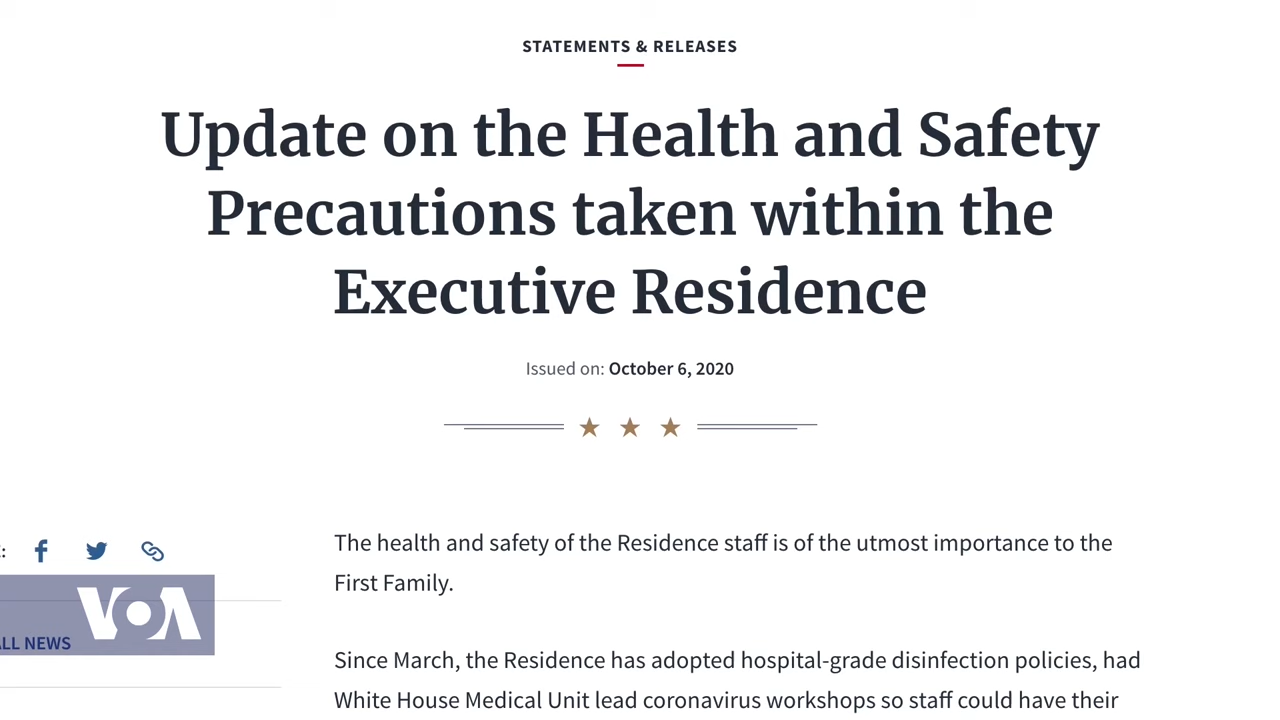 STATEMENTS & RELEASES
Update on the Health and Safety
Precautions taken within the
Executive Residence
Issued on: October 6, 2020
The health and safety of the Residence staff is of the utmost importance to the
First Family.
VOA
ALL NEWS
Since March, the Residence has adopted hospital-grade disinfection policies, had
White House Medical Unit lead coronavirus workshops so staff could have their